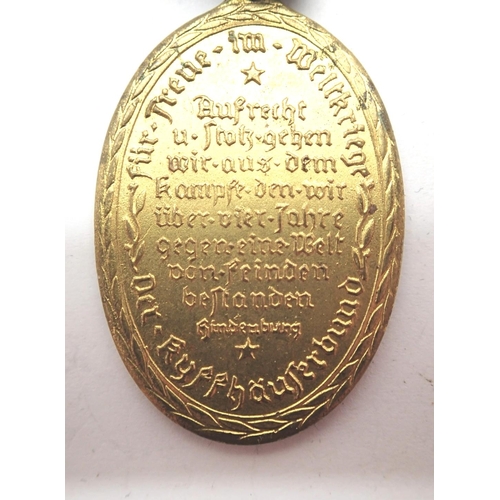 Für·Treue·im·Weltkriege
Aufrecht
u·stolz·gehen
wir·aus·dem
Kampfe·den·wir
über·vier·Jahre
gegen·eine·Welt
von·Feinden
bestanden
Hindenburg
Der·Kyffhäuserbund